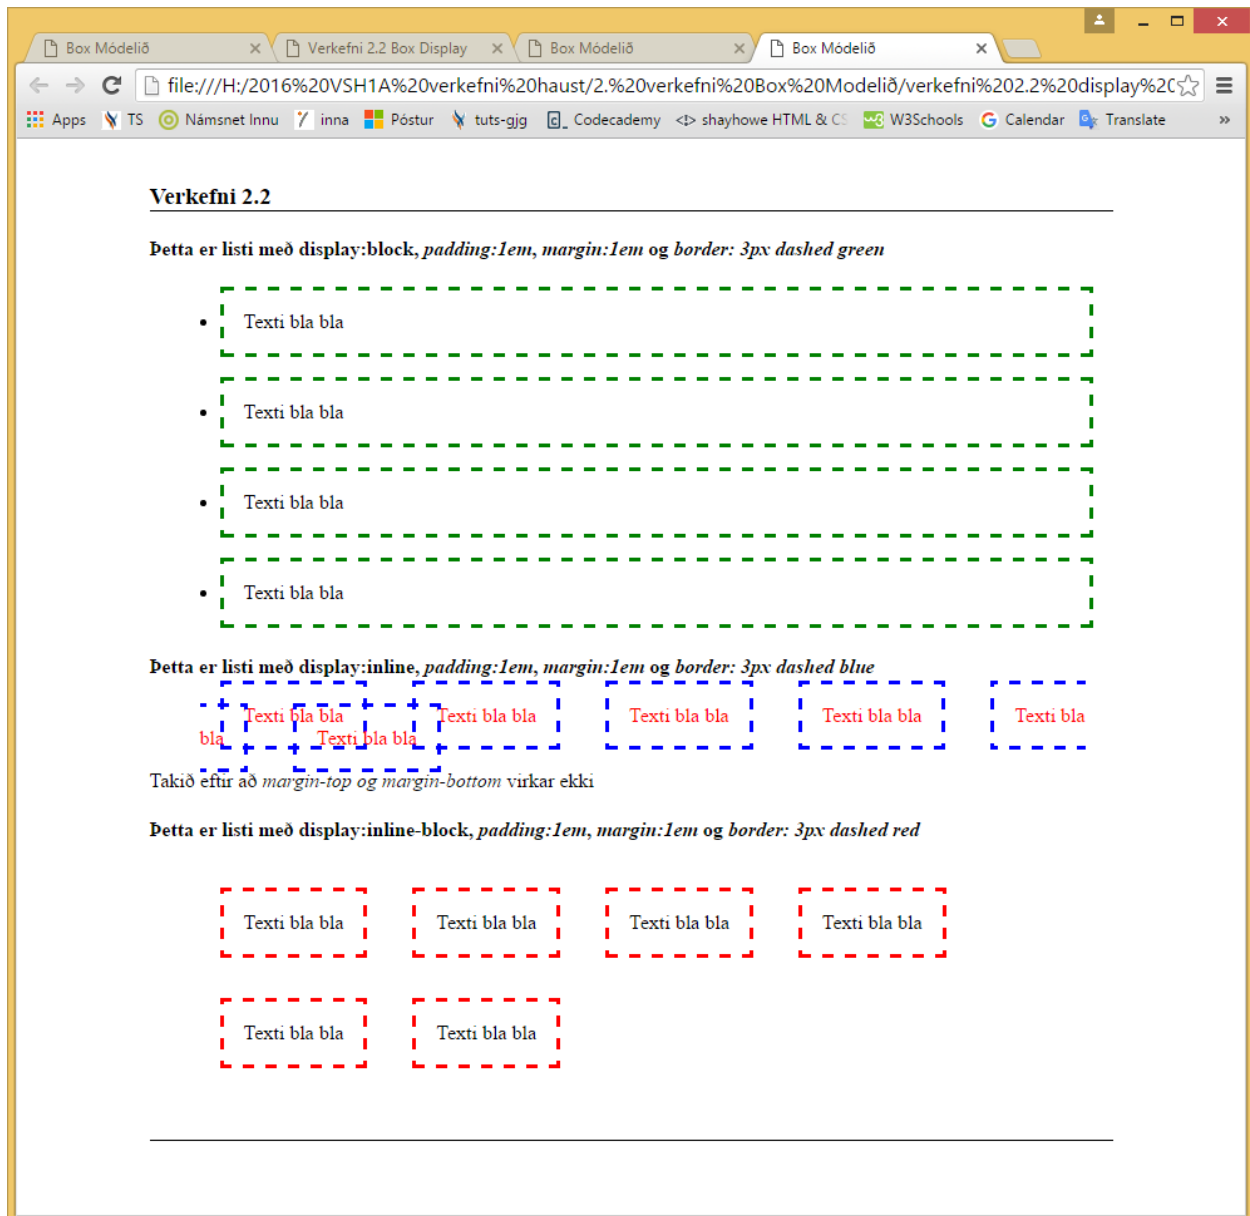 Box Módelið
Verkefni 2.2 Box Display
Box Módelið
Box Módelið
file:///H:/2016%20VSH1A%20verkefni%20haust/2.%20verkefni%20Box%20Modelið/verkefni%202.2%20display%2
Apps TS Námsnet Innu inna Póstur tuts-gjg Codecademy shayhowe HTML & CS W3Schools Calendar Translate »
Verkefni 2.2
Þetta er listi með display:block, padding:1em, margin:1em og border: 3px dashed green
• Texti bla bla
• Texti bla bla
• Texti bla bla
• Texti bla bla
Þetta er listi með display:inline, padding:1em, margin:1em og border: 3px dashed blue
Texti bla bla Texti bla bla Texti bla bla Texti bla bla Texti bla
bla Texti bla bla
Takið eftir að margin-top og margin-bottom virkar ekki
Þetta er listi með display:inline-block, padding:1em, margin:1em og border: 3px dashed red
Texti bla bla Texti bla bla Texti bla bla Texti bla bla
Texti bla bla Texti bla bla